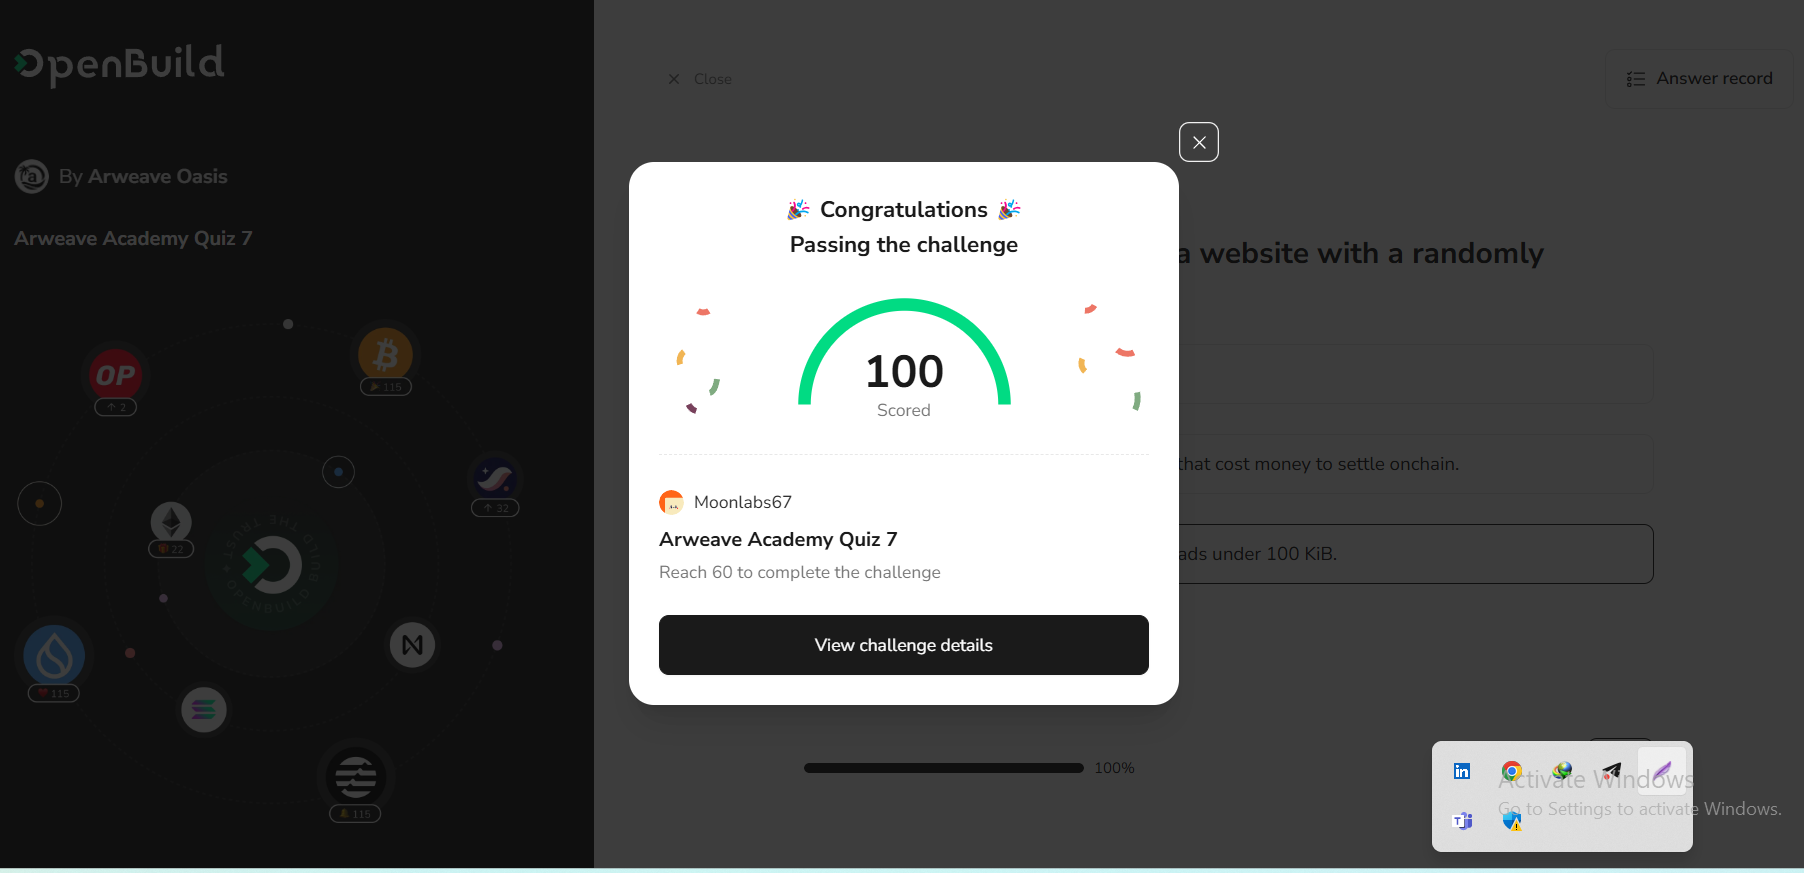 OpenBuild
By Arweave Oasis
Arweave Academy Quiz 7
OP
2
115
32
22
THE TRUST
BUILD
OPENBUILD
115
115
Close
Answer record
a website with a randomly
that cost money to settle onchain.
ads under 100 KiB.
100%
Congratulations
Passing the challenge
100
Scored
Moonlabs67
Arweave Academy Quiz 7
Reach 60 to complete the challenge
View challenge details
Activate Windows
Go to Settings to activate Windows.